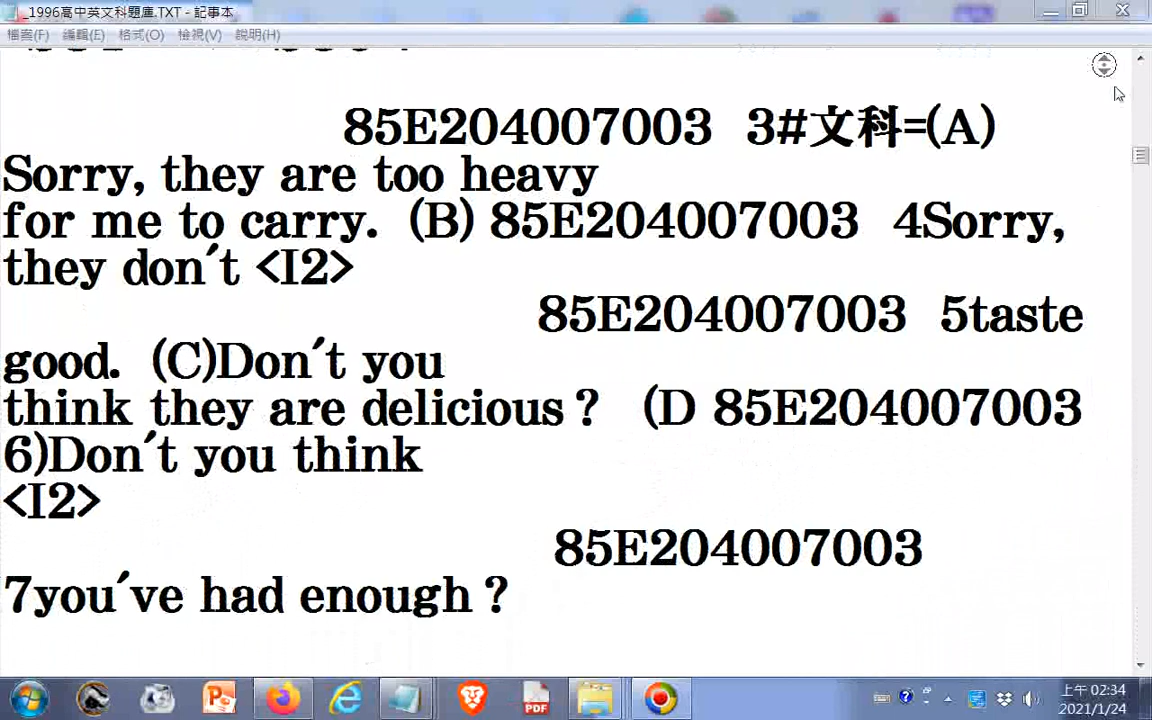 _1996高中英文科題庫.TXT - 記事本
檔案(F) 編輯(E) 格式(O) 檢視(V) 說明(H)
85E204007003 3#文科=(A)
Sorry, they are too heavy
for me to carry. (B) 85E204007003 4Sorry,
they don't <I2>
85E204007003 5taste
good. (C)Don't you
think they are delicious? (D 85E204007003
6)Don't you think
<I2>
85E204007003
7you've had enough?
PDF
上午 02:34
2021/1/24